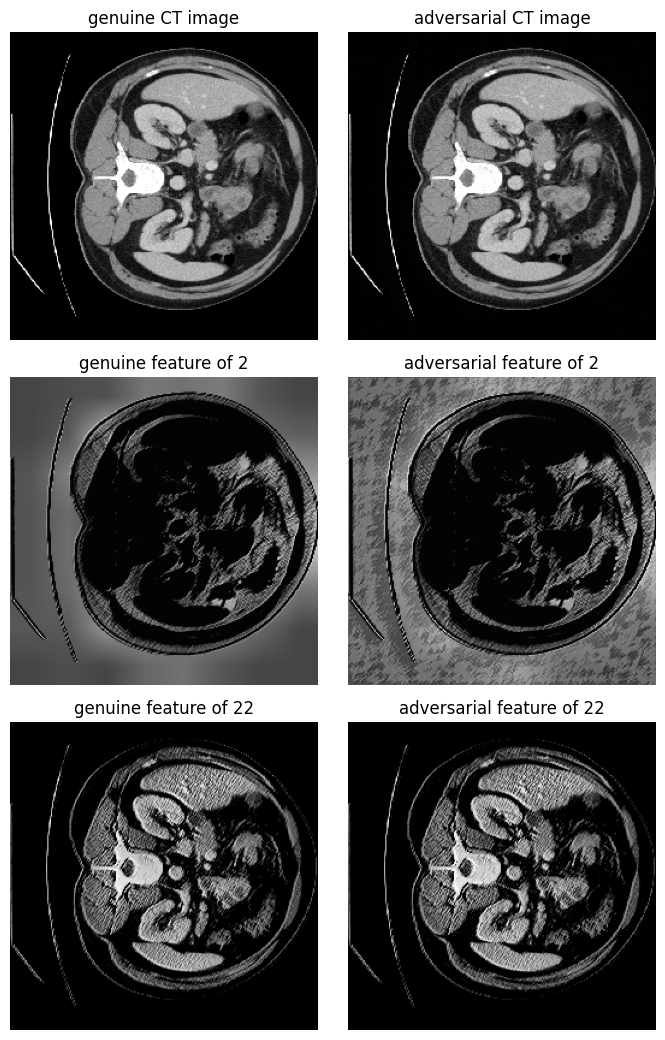 genuine CT image
adversarial CT image
genuine feature of 2
adversarial feature of 2
genuine feature of 22
adversarial feature of 22